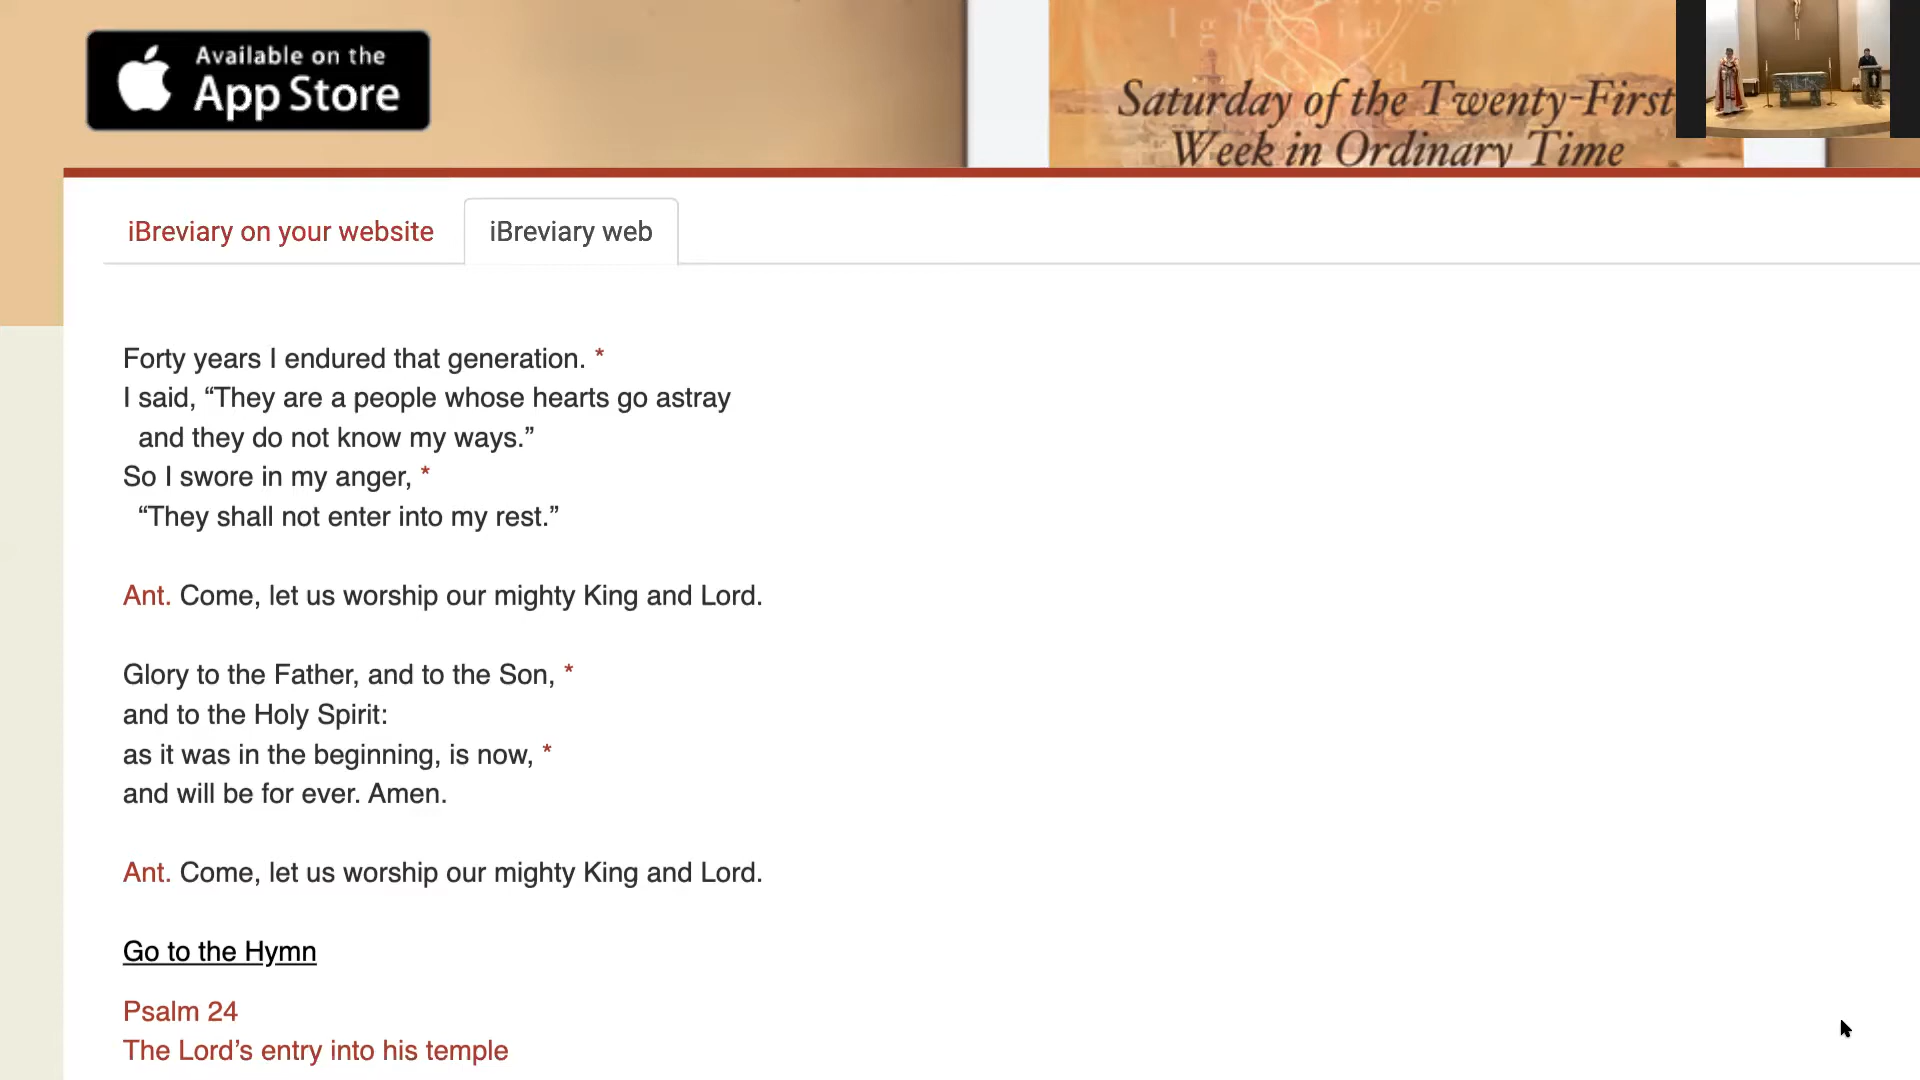 Available on the
App Store
Saturday of the Twenty-First
Week in Ordinary Time
iBreviary on your website
iBreviary web
Forty years I endured that generation. *
I said, “They are a people whose hearts go astray
and they do not know my ways.”
So I swore in my anger, *
“They shall not enter into my rest.”
Ant. Come, let us worship our mighty King and Lord.
Glory to the Father, and to the Son, *
and to the Holy Spirit:
as it was in the beginning, is now, *
and will be for ever. Amen.
Ant. Come, let us worship our mighty King and Lord.
Go to the Hymn
Psalm 24
The Lord’s entry into his temple